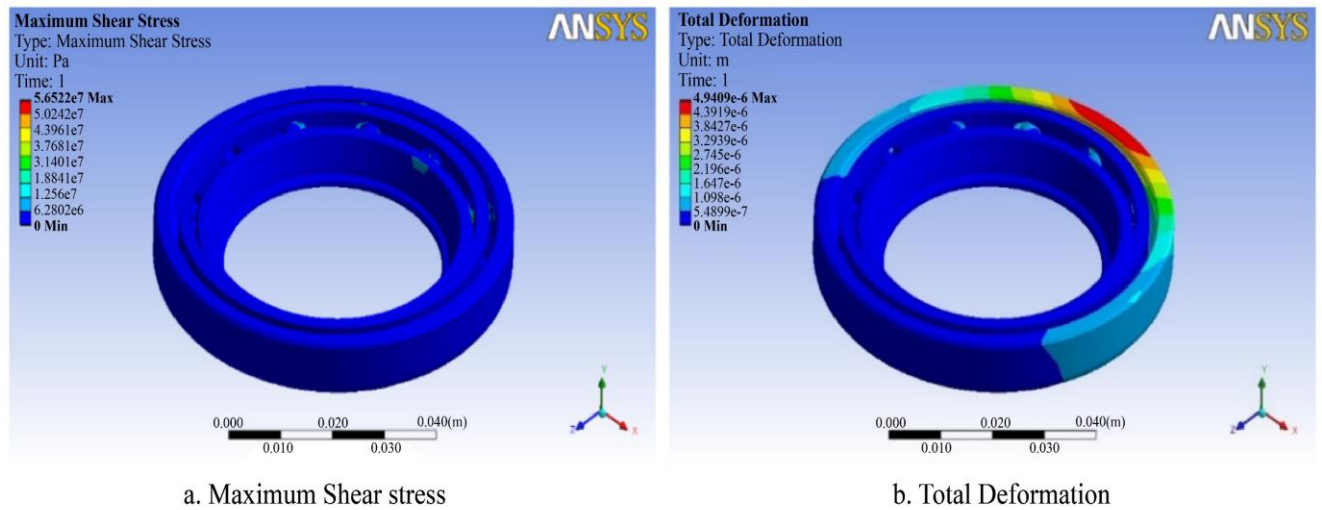 Maximum Shear Stress
Type: Maximum Shear Stress
Unit: Pa
Time: 1
5.6522e7 Max
5.0242e7
4.3961e7
3.7681e7
3.1401e7
1.8841e7
1.256e7
6.2802e6
0 Min
ANSYS
0.000 0.020 0.040(m)
0.010 0.030
Y
Z X
a. Maximum Shear stress
Total Deformation
Type: Total Deformation
Unit: m
Time: 1
4.9409e-6 Max
4.3919e-6
3.8427e-6
3.2939e-6
2.745e-6
2.196e-6
1.647e-6
1.098e-6
5.4899e-7
0 Min
ANSYS
0.000 0.020 0.040(m)
0.010 0.030
Y
Z X
b. Total Deformation